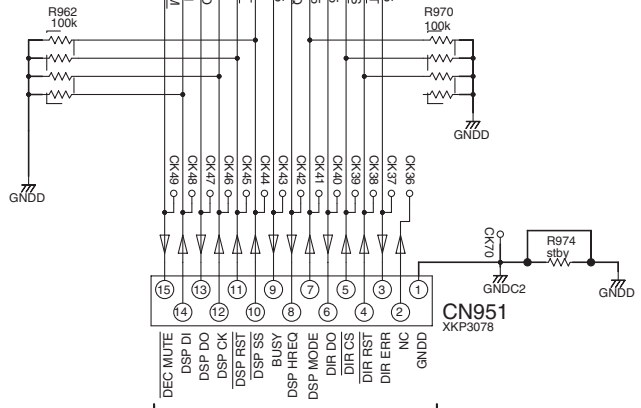 R962
100k
R970
100k
GNDD
GNDD
CK49
CK48
CK47
CK46
CK45
CK44
CK43
CK42
CK41
CK40
CK39
CK38
CK37
CK36
CK70
R974
stby
GNDC2
GNDD
15
13
11
9
7
5
3
1
14
12
10
8
6
4
2
CN951
XKP3078
DEC MUTE
DSP DI
DSP DO
DSP CK
DSP RST
DSP SS
BUSY
DSP HREQ
DSP MODE
DIR DO
DIR CS
DIR RST
DIR ERR
NC
GNDD